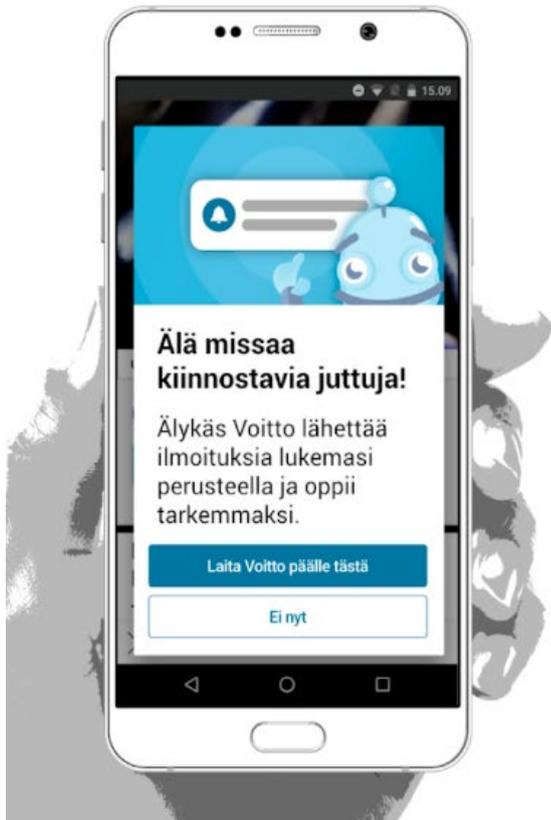 15.09
Älä missaa
kiinnostavia juttuja!
Älykäs Voitto lähettää
ilmoituksia lukemasi
perusteella ja oppii
tarkemmaksi.
Laita Voitto päälle tästä
Ei nyt